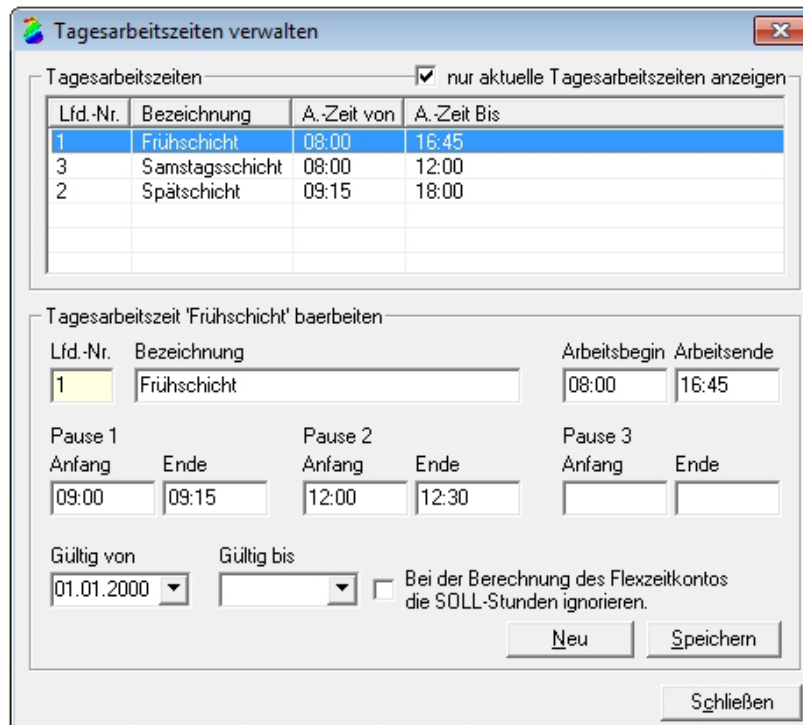 Tagesarbeitszeiten verwalten
Tagesarbeitszeiten nur aktuelle Tagesarbeitszeiten anzeigen
Lfd.-Nr. Bezeichnung A.-Zeit von A.-Zeit Bis
1 Frühschicht 08:00 16:45
3 Samstagsschicht 08:00 12:00
2 Spätschicht 09:15 18:00
Tagesarbeitszeit 'Frühschicht' baerbeiten
Lfd.-Nr. Bezeichnung Arbeitsbegin Arbeitsende
1 Frühschicht 08:00 16:45
Pause 1 Pause 2 Pause 3
Anfang Ende Anfang Ende Anfang Ende
09:00 09:15 12:00 12:30
Gültig von Gültig bis
01.01.2000 Bei der Berechnung des Flexzeitkontos
die SOLL-Stunden ignorieren.
Neu Speichern
Schließen